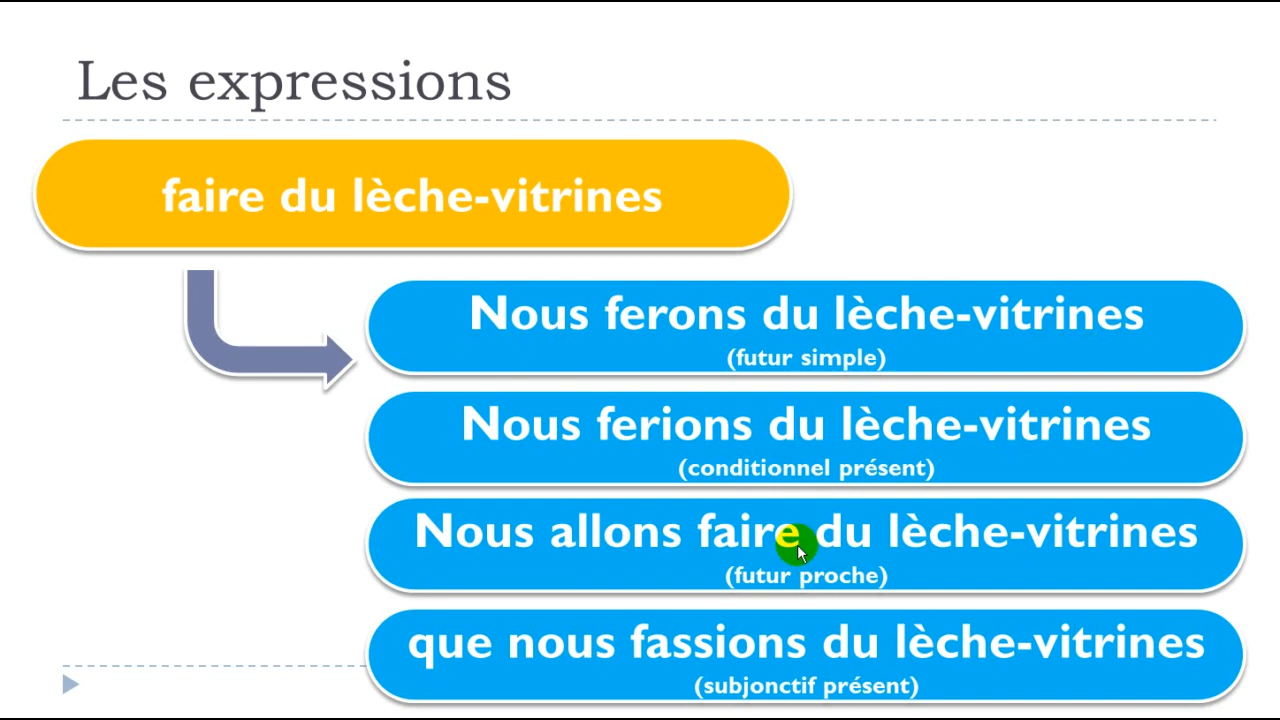 Les expressions
faire du lèche-vitrines
Nous ferons du lèche-vitrines
(futur simple)
Nous ferions du lèche-vitrines
(conditionnel présent)
Nous allons faire du lèche-vitrines
(futur proche)
que nous fassions du lèche-vitrines
(subjonctif présent)